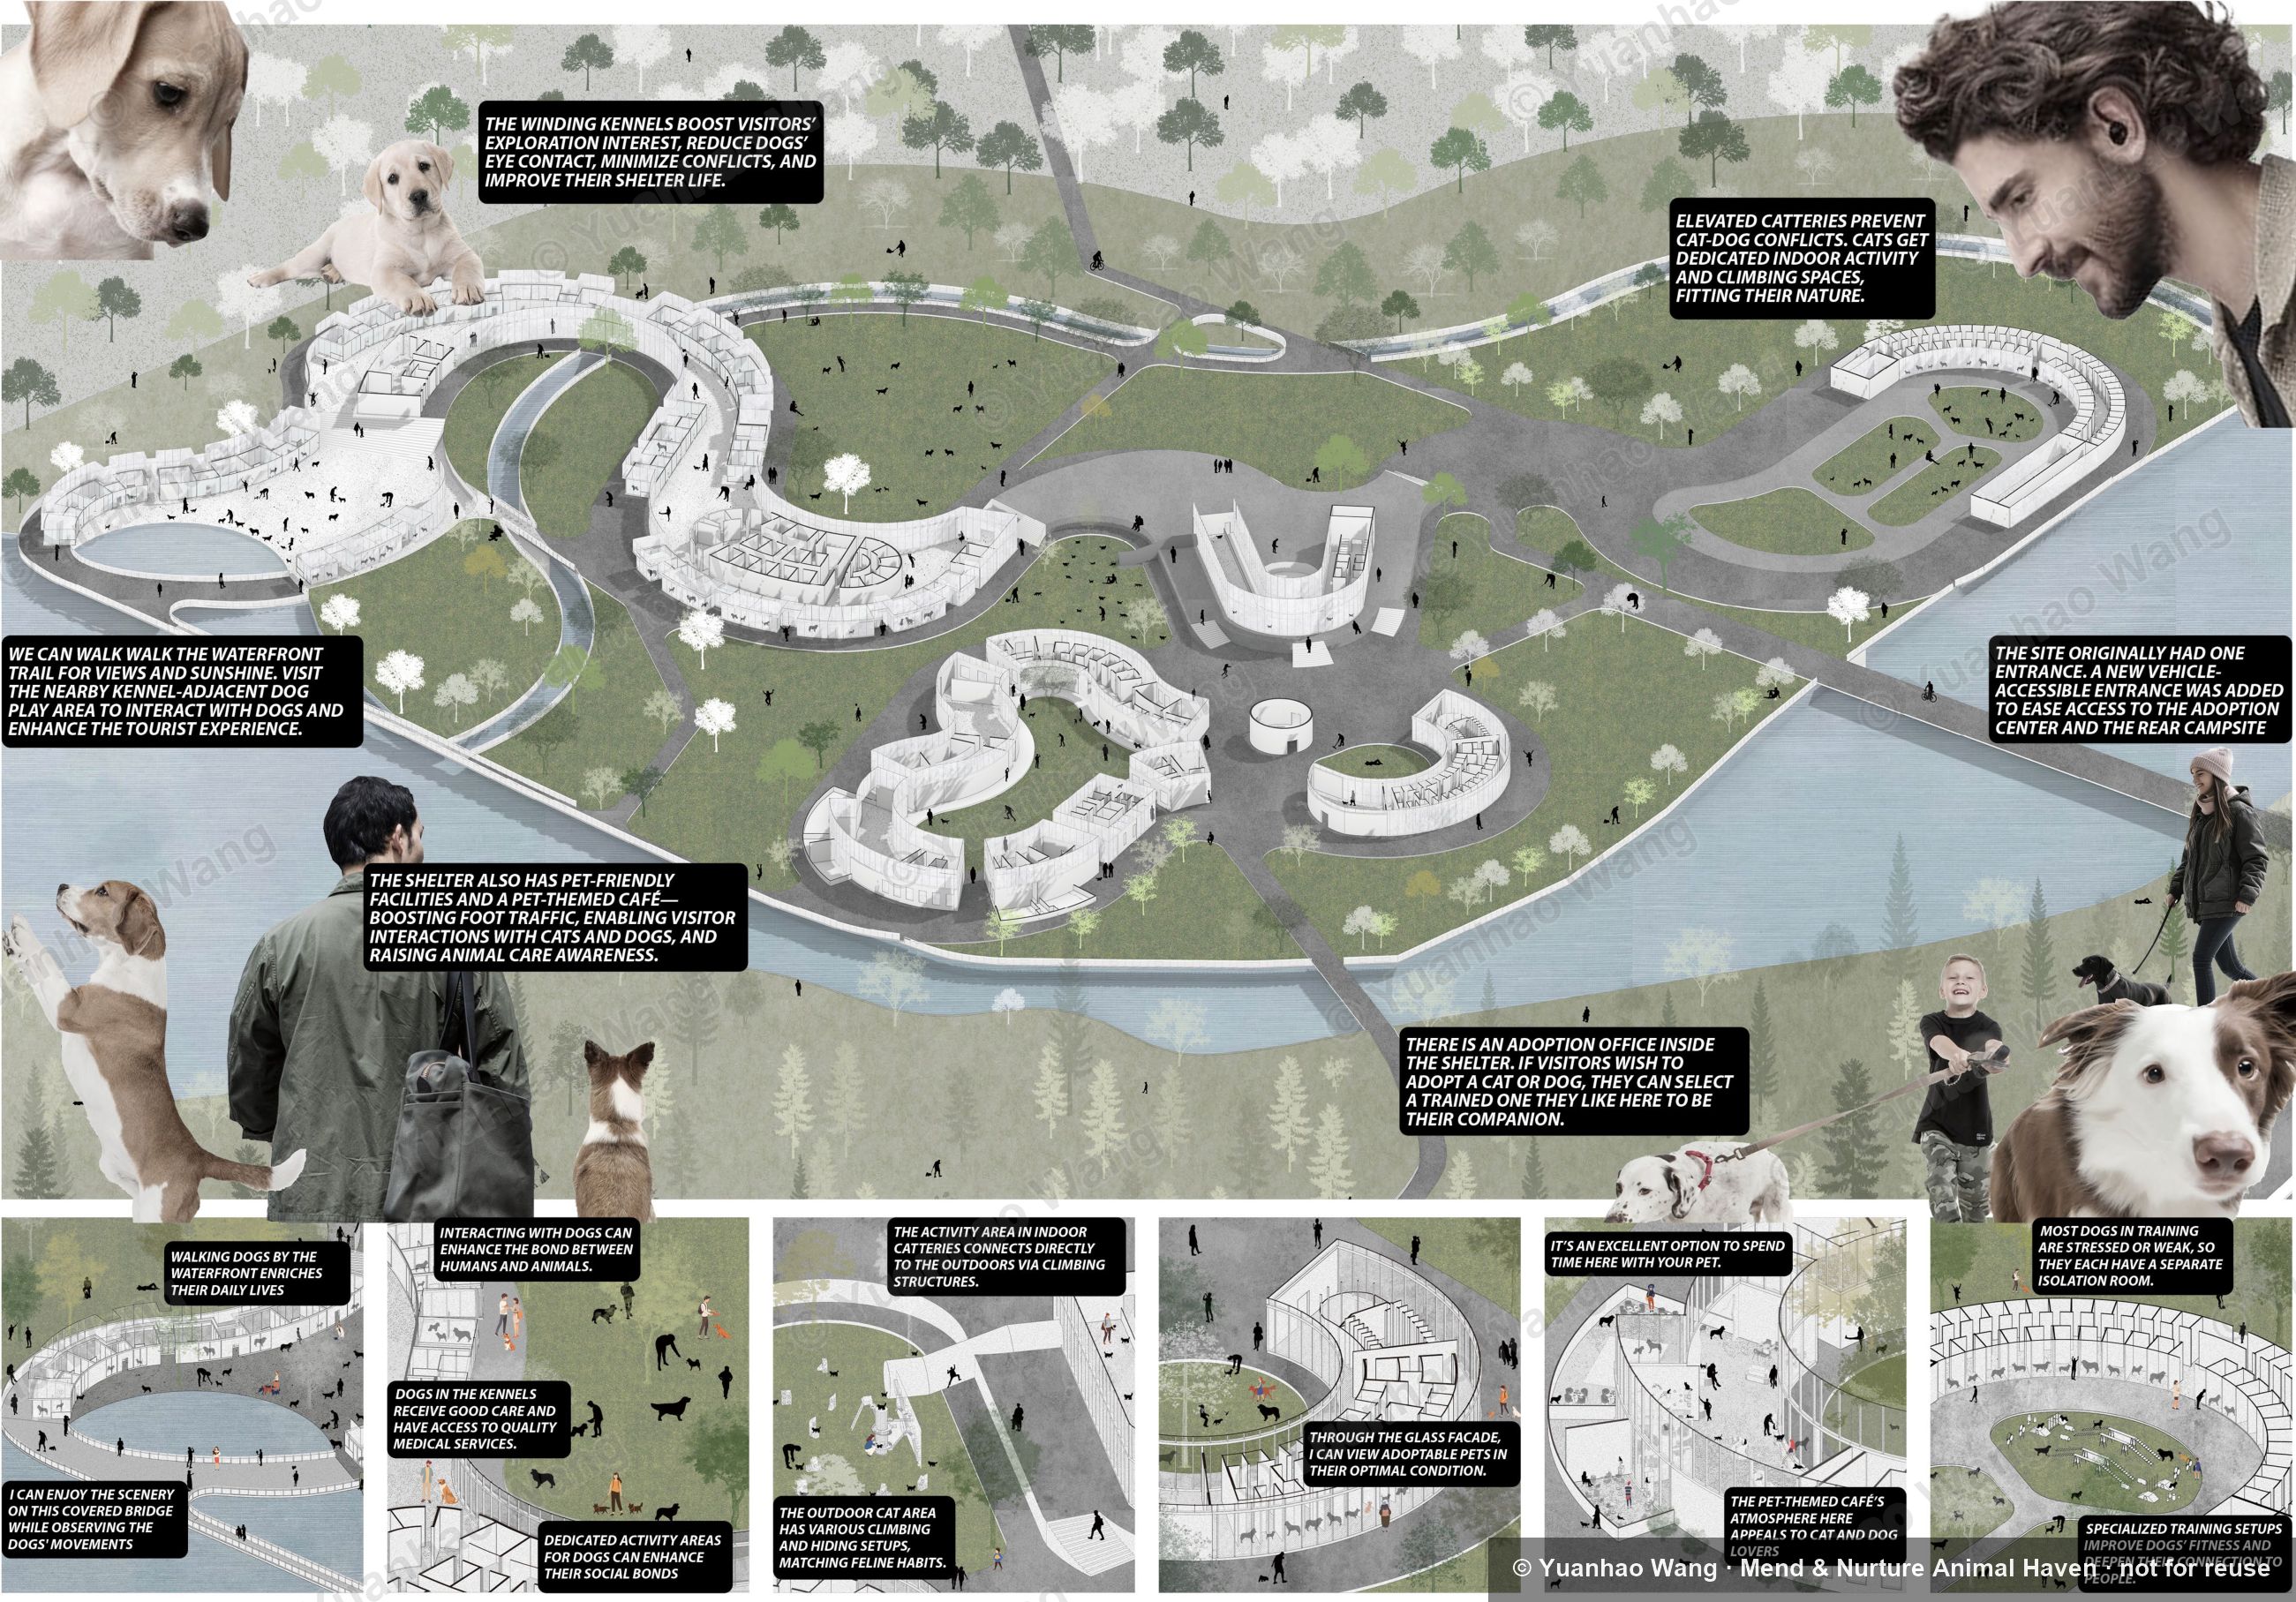 THE WINDING KENNELS BOOST VISITORS'
EXPLORATION INTEREST, REDUCE DOGS'
EYE CONTACT, MINIMIZE CONFLICTS, AND
IMPROVE THEIR SHELTER LIFE.
ELEVATED CATTERIES PREVENT
CAT-DOG CONFLICTS. CATS GET
DEDICATED INDOOR ACTIVITY
AND CLIMBING SPACES,
FITTING THEIR NATURE.
WE CAN WALK WALK THE WATERFRONT
TRAIL FOR VIEWS AND SUNSHINE. VISIT
THE NEARBY KENNEL-ADJACENT DOG
PLAY AREA TO INTERACT WITH DOGS AND
ENHANCE THE TOURIST EXPERIENCE.
THE SITE ORIGINALLY HAD ONE
ENTRANCE. A NEW VEHICLE-
ACCESSIBLE ENTRANCE WAS ADDED
TO EASE ACCESS TO THE ADOPTION
CENTER AND THE REAR CAMPSITE
THE SHELTER ALSO HAS PET-FRIENDLY
FACILITIES AND A PET-THEMED CAFÉ—
BOOSTING FOOT TRAFFIC, ENABLING VISITOR
INTERACTIONS WITH CATS AND DOGS, AND
RAISING ANIMAL CARE AWARENESS.
THERE IS AN ADOPTION OFFICE INSIDE
THE SHELTER. IF VISITORS WISH TO
ADOPT A CAT OR DOG, THEY CAN SELECT
A TRAINED ONE THEY LIKE HERE TO BE
THEIR COMPANION.
WALKING DOGS BY THE
WATERFRONT ENRICHES
THEIR DAILY LIVES
I CAN ENJOY THE SCENERY
ON THIS COVERED BRIDGE
WHILE OBSERVING THE
DOGS' MOVEMENTS
INTERACTING WITH DOGS CAN
ENHANCE THE BOND BETWEEN
HUMANS AND ANIMALS.
DOGS IN THE KENNELS
RECEIVE GOOD CARE AND
HAVE ACCESS TO QUALITY
MEDICAL SERVICES.
DEDICATED ACTIVITY AREAS
FOR DOGS CAN ENHANCE
THEIR SOCIAL BONDS
THE ACTIVITY AREA IN INDOOR
CATTERIES CONNECTS DIRECTLY
TO THE OUTDOORS VIA CLIMBING
STRUCTURES.
THE OUTDOOR CAT AREA
HAS VARIOUS CLIMBING
AND HIDING SETUPS,
MATCHING FELINE HABITS.
THROUGH THE GLASS FACADE,
I CAN VIEW ADOPTABLE PETS IN
THEIR OPTIMAL CONDITION.
IT'S AN EXCELLENT OPTION TO SPEND
TIME HERE WITH YOUR PET.
THE PET-THEMED CAFÉ'S
ATMOSPHERE HERE
APPEALS TO CAT AND DOG
LOVERS
MOST DOGS IN TRAINING
ARE STRESSED OR WEAK, SO
THEY EACH HAVE A SEPARATE
ISOLATION ROOM.
SPECIALIZED TRAINING SETUPS
IMPROVE DOGS' FITNESS AND
DEEPEN THEIR CONNECTION TO
PEOPLE.
© Yuanhao Wang · Mend & Nurture Animal Haven · not for reuse